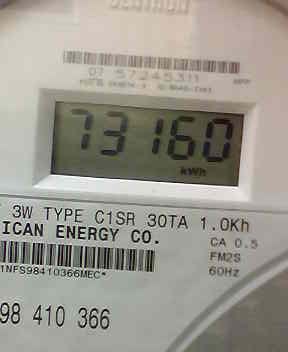 CENTRON
07 57245311
73160
kWh
3W TYPE C1SR 30TA 1.0Kh
ICAN ENERGY CO.
CA 0.5
FM2S
60Hz
1NFS98410366MEC*
98 410 366